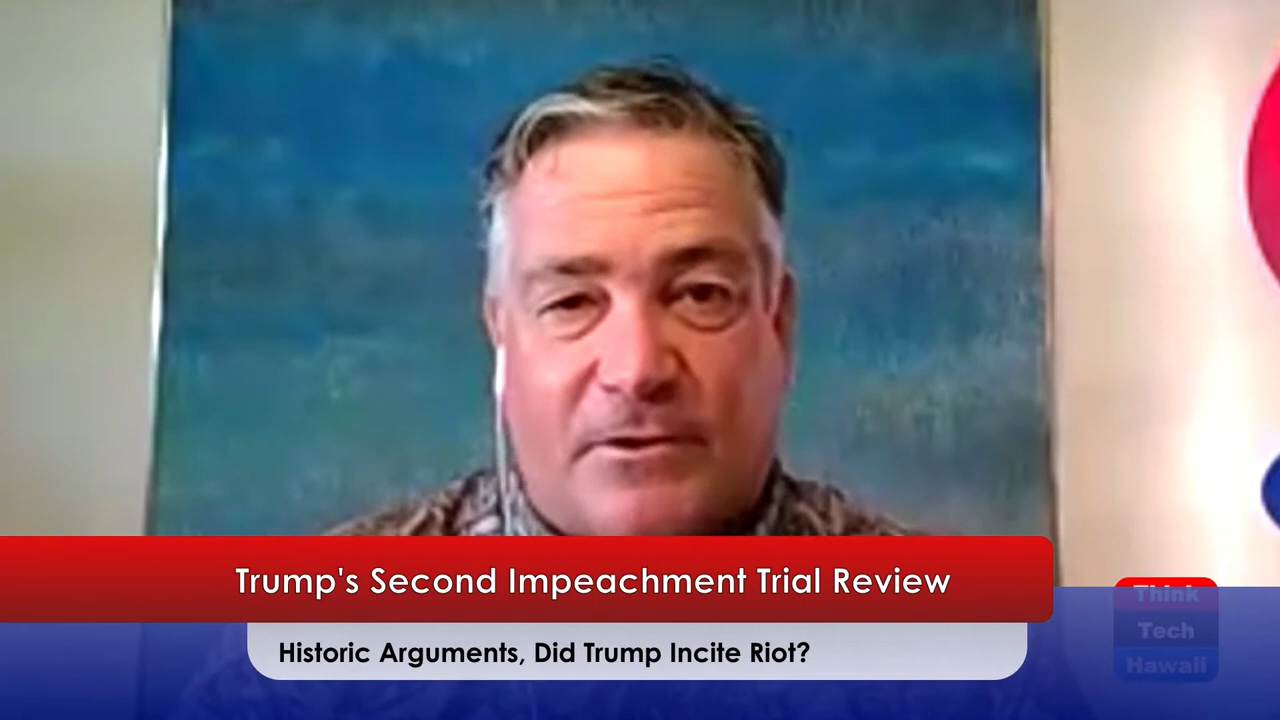 Trump's Second Impeachment Trial Review
Historic Arguments, Did Trump Incite Riot?
Think
Tech
Hawaii